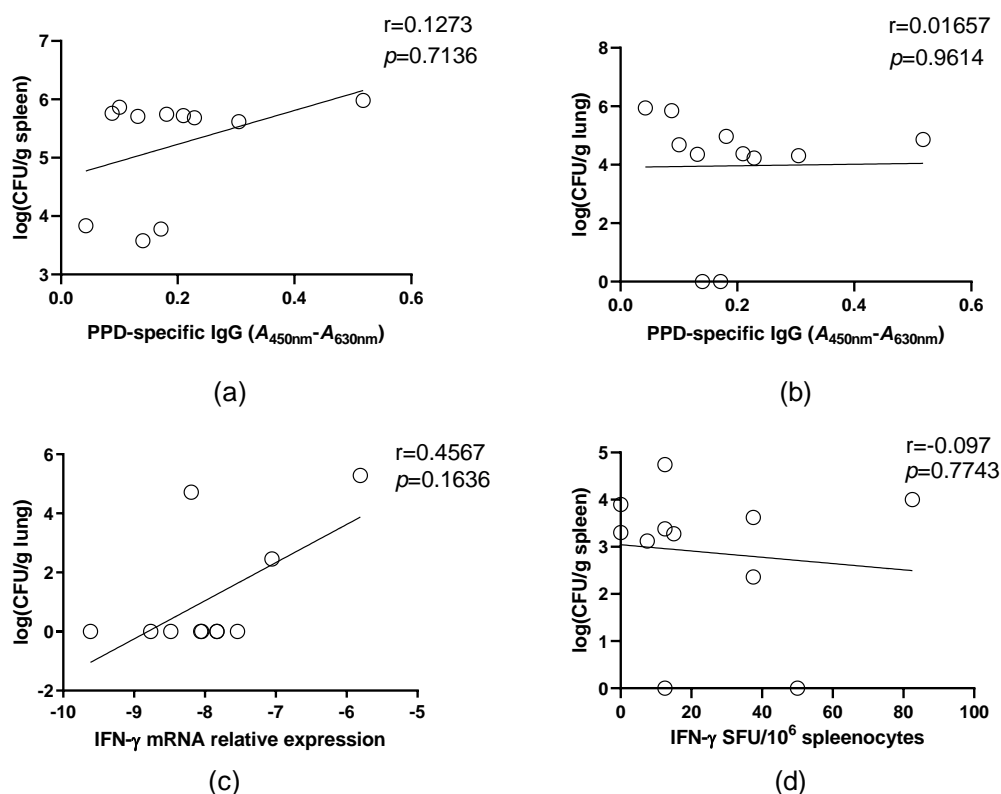 r=0.1273
p=0.7136
7
6
5
4
3
0.0 0.2 0.4 0.6
log(CFU/g spleen)
PPD-specific IgG (A450nm-A630nm)
(a)
r=0.01657
p=0.9614
8
6
4
2
0
0.0 0.2 0.4 0.6
log(CFU/g lung)
PPD-specific IgG (A450nm-A630nm)
(b)
r=0.4567
p=0.1636
6
4
2
0
-2
-10 -9 -8 -7 -6 -5
log(CFU/g lung)
IFN-γ mRNA relative expression
(c)
r=-0.097
p=0.7743
5
4
3
2
1
0
0 20 40 60 80 100
log(CFU/g spleen)
IFN-γ SFU/10⁶ spleenocytes
(d)